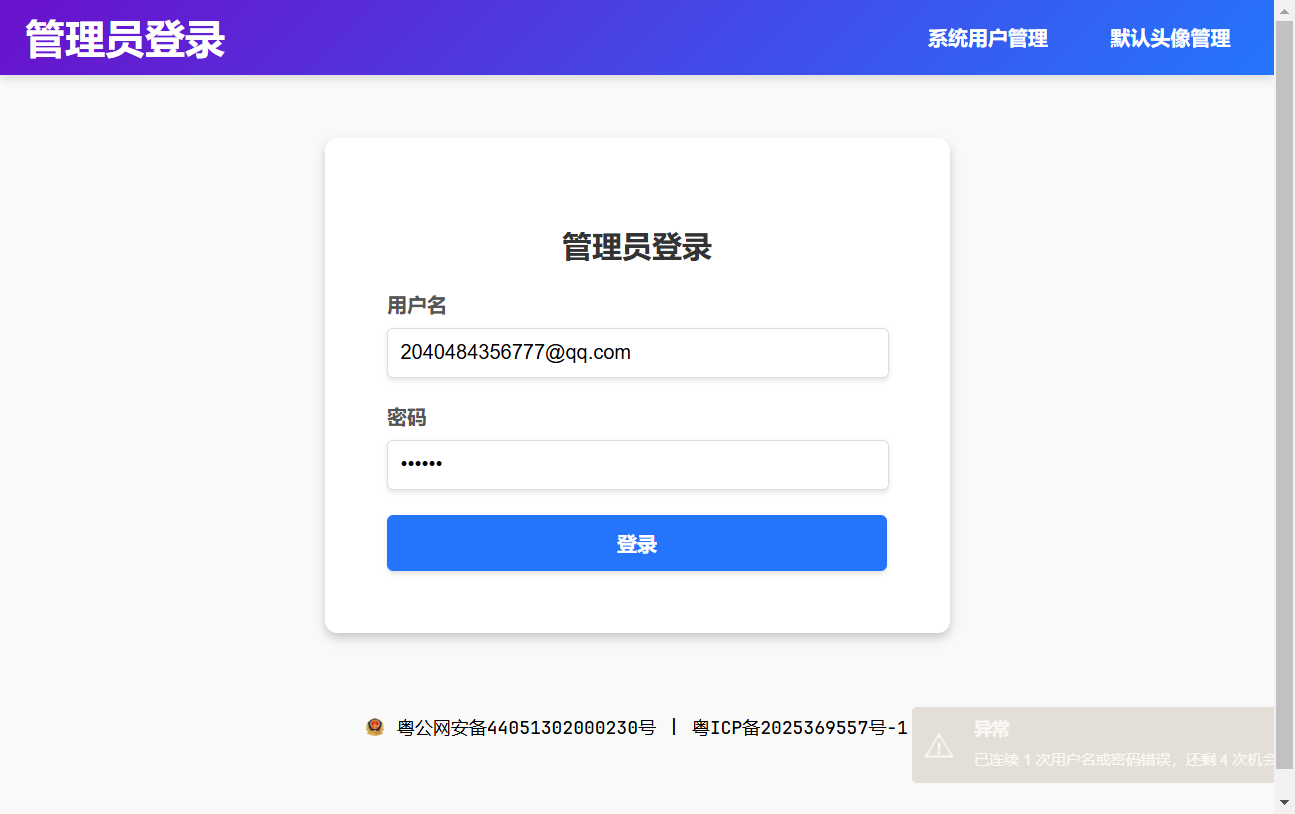 管理员登录
系统用户管理
默认头像管理
管理员登录
用户名
2040484356777@qq.com
密码
••••••
登录
粤公网安备44051302000230号 | 粤ICP备2025369557号-1
异常
已连续 1 次用户名或密码错误，还剩 4 次机会